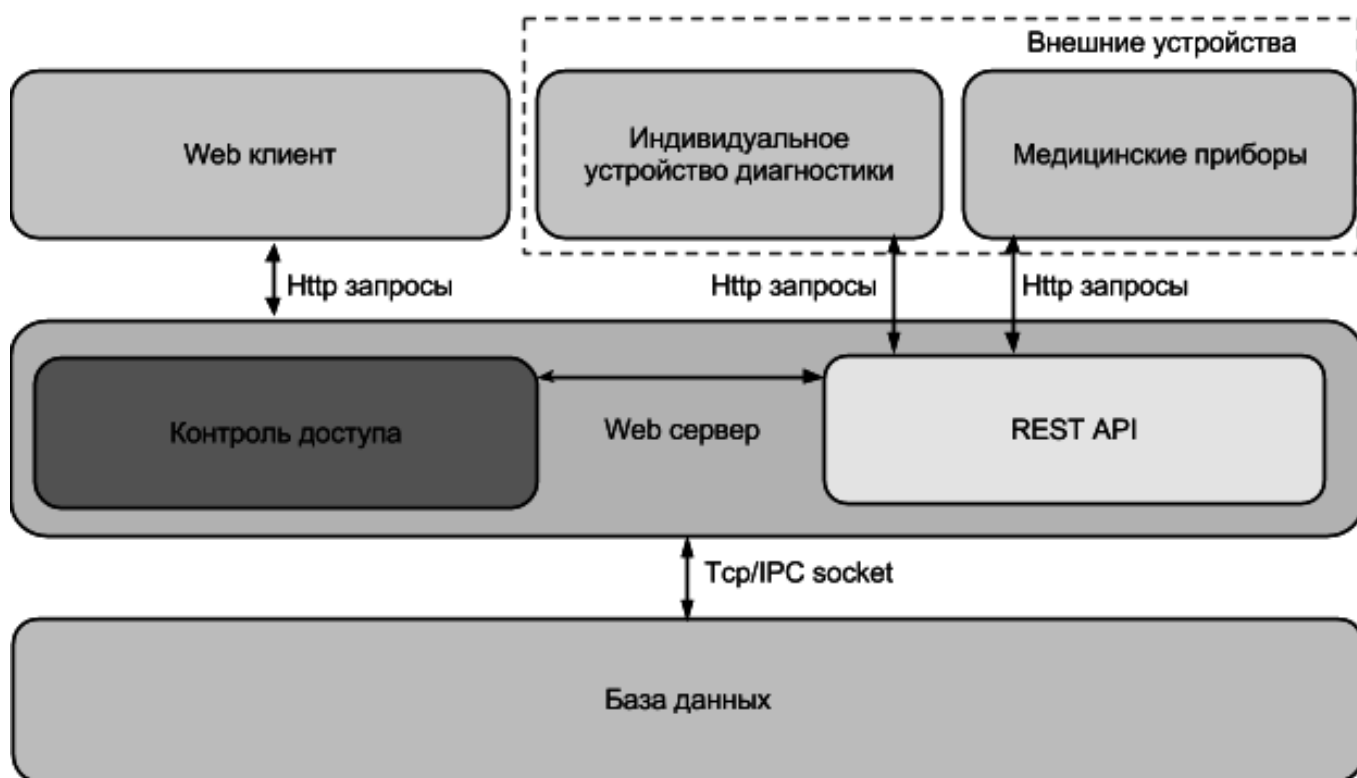 Внешние устройства
Web клиент
Индивидуальное
устройство диагностики
Медицинские приборы
Http запросы
Http запросы
Http запросы
Контроль доступа
Web сервер
REST API
Tcp/IPC socket
База данных